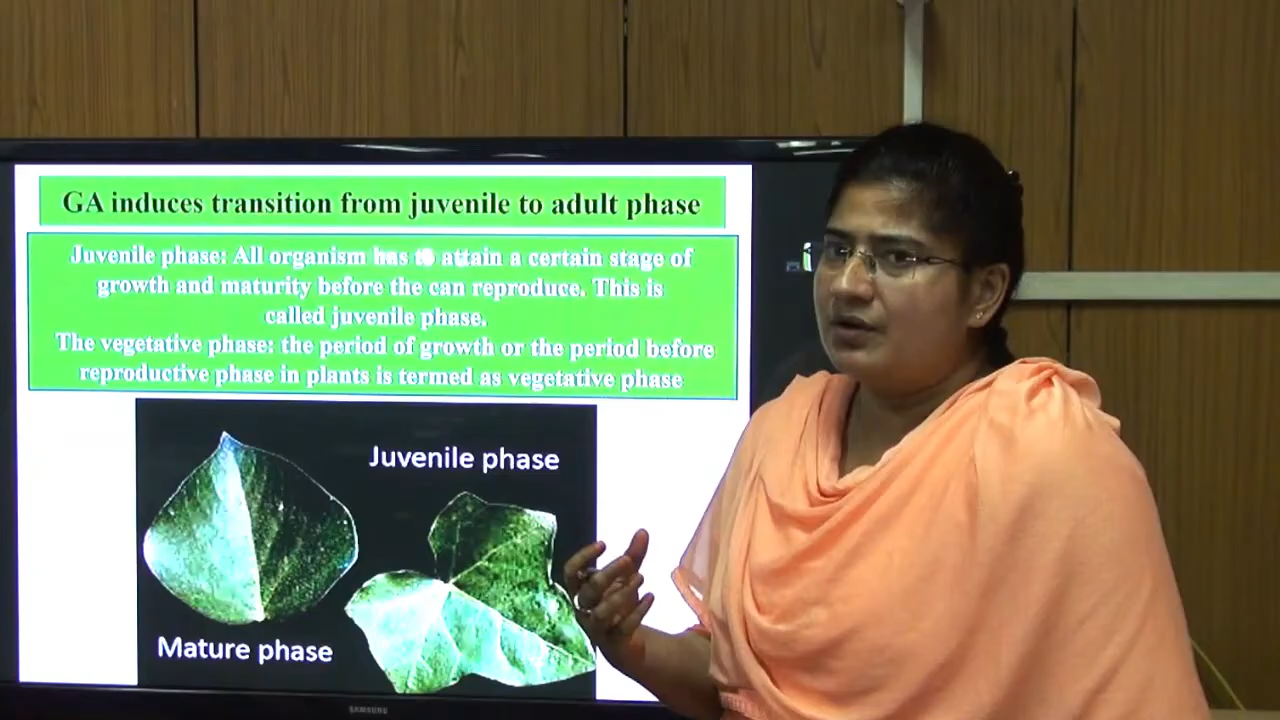 GA induces transition from juvenile to adult phase
Juvenile phase: All organism has to attain a certain stage of
growth and maturity before the can reproduce. This is
called juvenile phase.
The vegetative phase: the period of growth or the period before
reproductive phase in plants is termed as vegetative phase
Juvenile phase
Mature phase
SAMSUNG